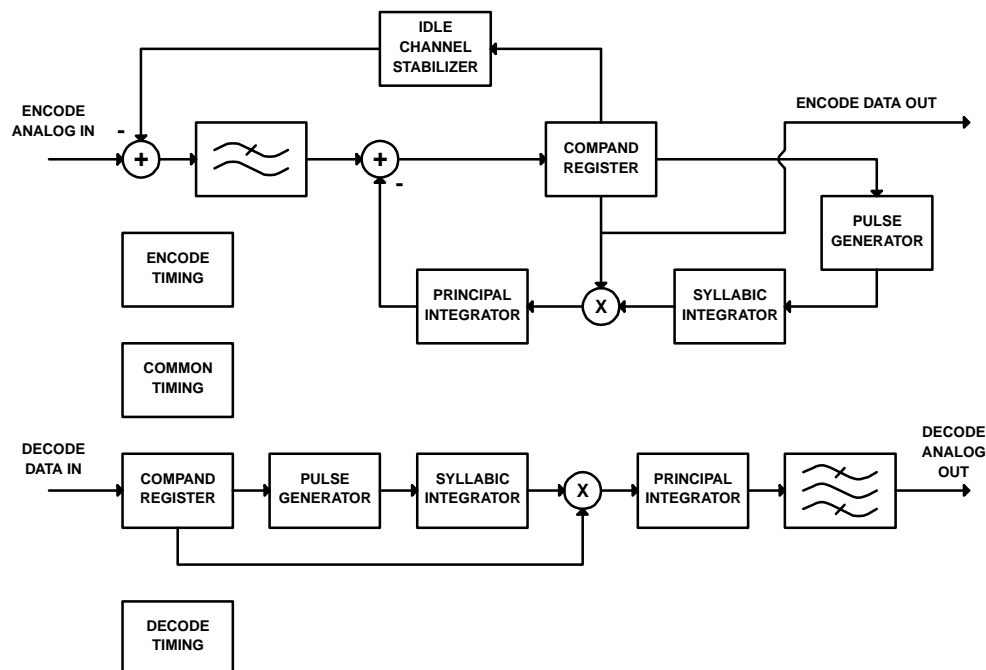 IDLE
CHANNEL
STABILIZER
ENCODE
ANALOG IN
ENCODE DATA OUT
-
+
+
-
COMPAND
REGISTER
PULSE
GENERATOR
ENCODE
TIMING
PRINCIPAL
INTEGRATOR
X
SYLLABIC
INTEGRATOR
COMMON
TIMING
DECODE
DATA IN
COMPAND
REGISTER
PULSE
GENERATOR
SYLLABIC
INTEGRATOR
X
PRINCIPAL
INTEGRATOR
DECODE
ANALOG
OUT
DECODE
TIMING